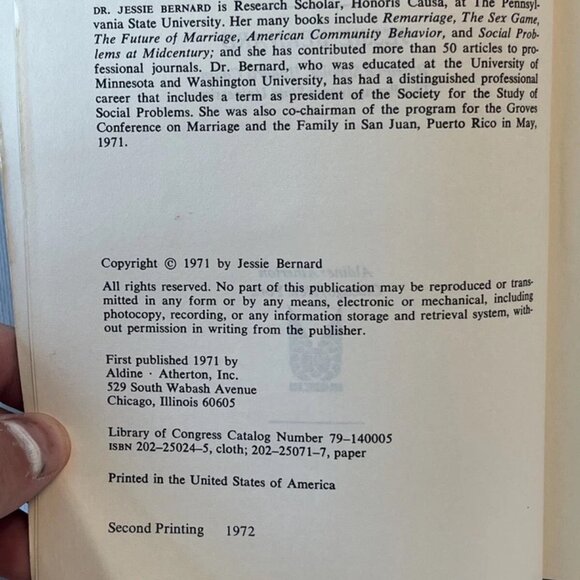 DR. JESSIE BERNARD is Research Scholar, Honoris Causa, at The Pennsyl-
vania State University. Her many books include Remarriage, The Sex Game,
The Future of Marriage, American Community Behavior, and Social Prob-
lems at Midcentury; and she has contributed more than 50 articles to pro-
fessional journals. Dr. Bernard, who was educated at the University of
Minnesota and Washington University, has had a distinguished professional
career that includes a term as president of the Society for the Study of
Social Problems. She was also co-chairman of the program for the Groves
Conference on Marriage and the Family in San Juan, Puerto Rico in May,
1971.
Copyright © 1971 by Jessie Bernard
All rights reserved. No part of this publication may be reproduced or trans-
mitted in any form or by any means, electronic or mechanical, including
photocopy, recording, or any information storage and retrieval system, with-
out permission in writing from the publisher.
First published 1971 by
Aldine · Atherton, Inc.
529 South Wabash Avenue
Chicago, Illinois 60605
Library of Congress Catalog Number 79-140005
ISBN 202-25024-5, cloth; 202-25071-7, paper
Printed in the United States of America
Second Printing 1972